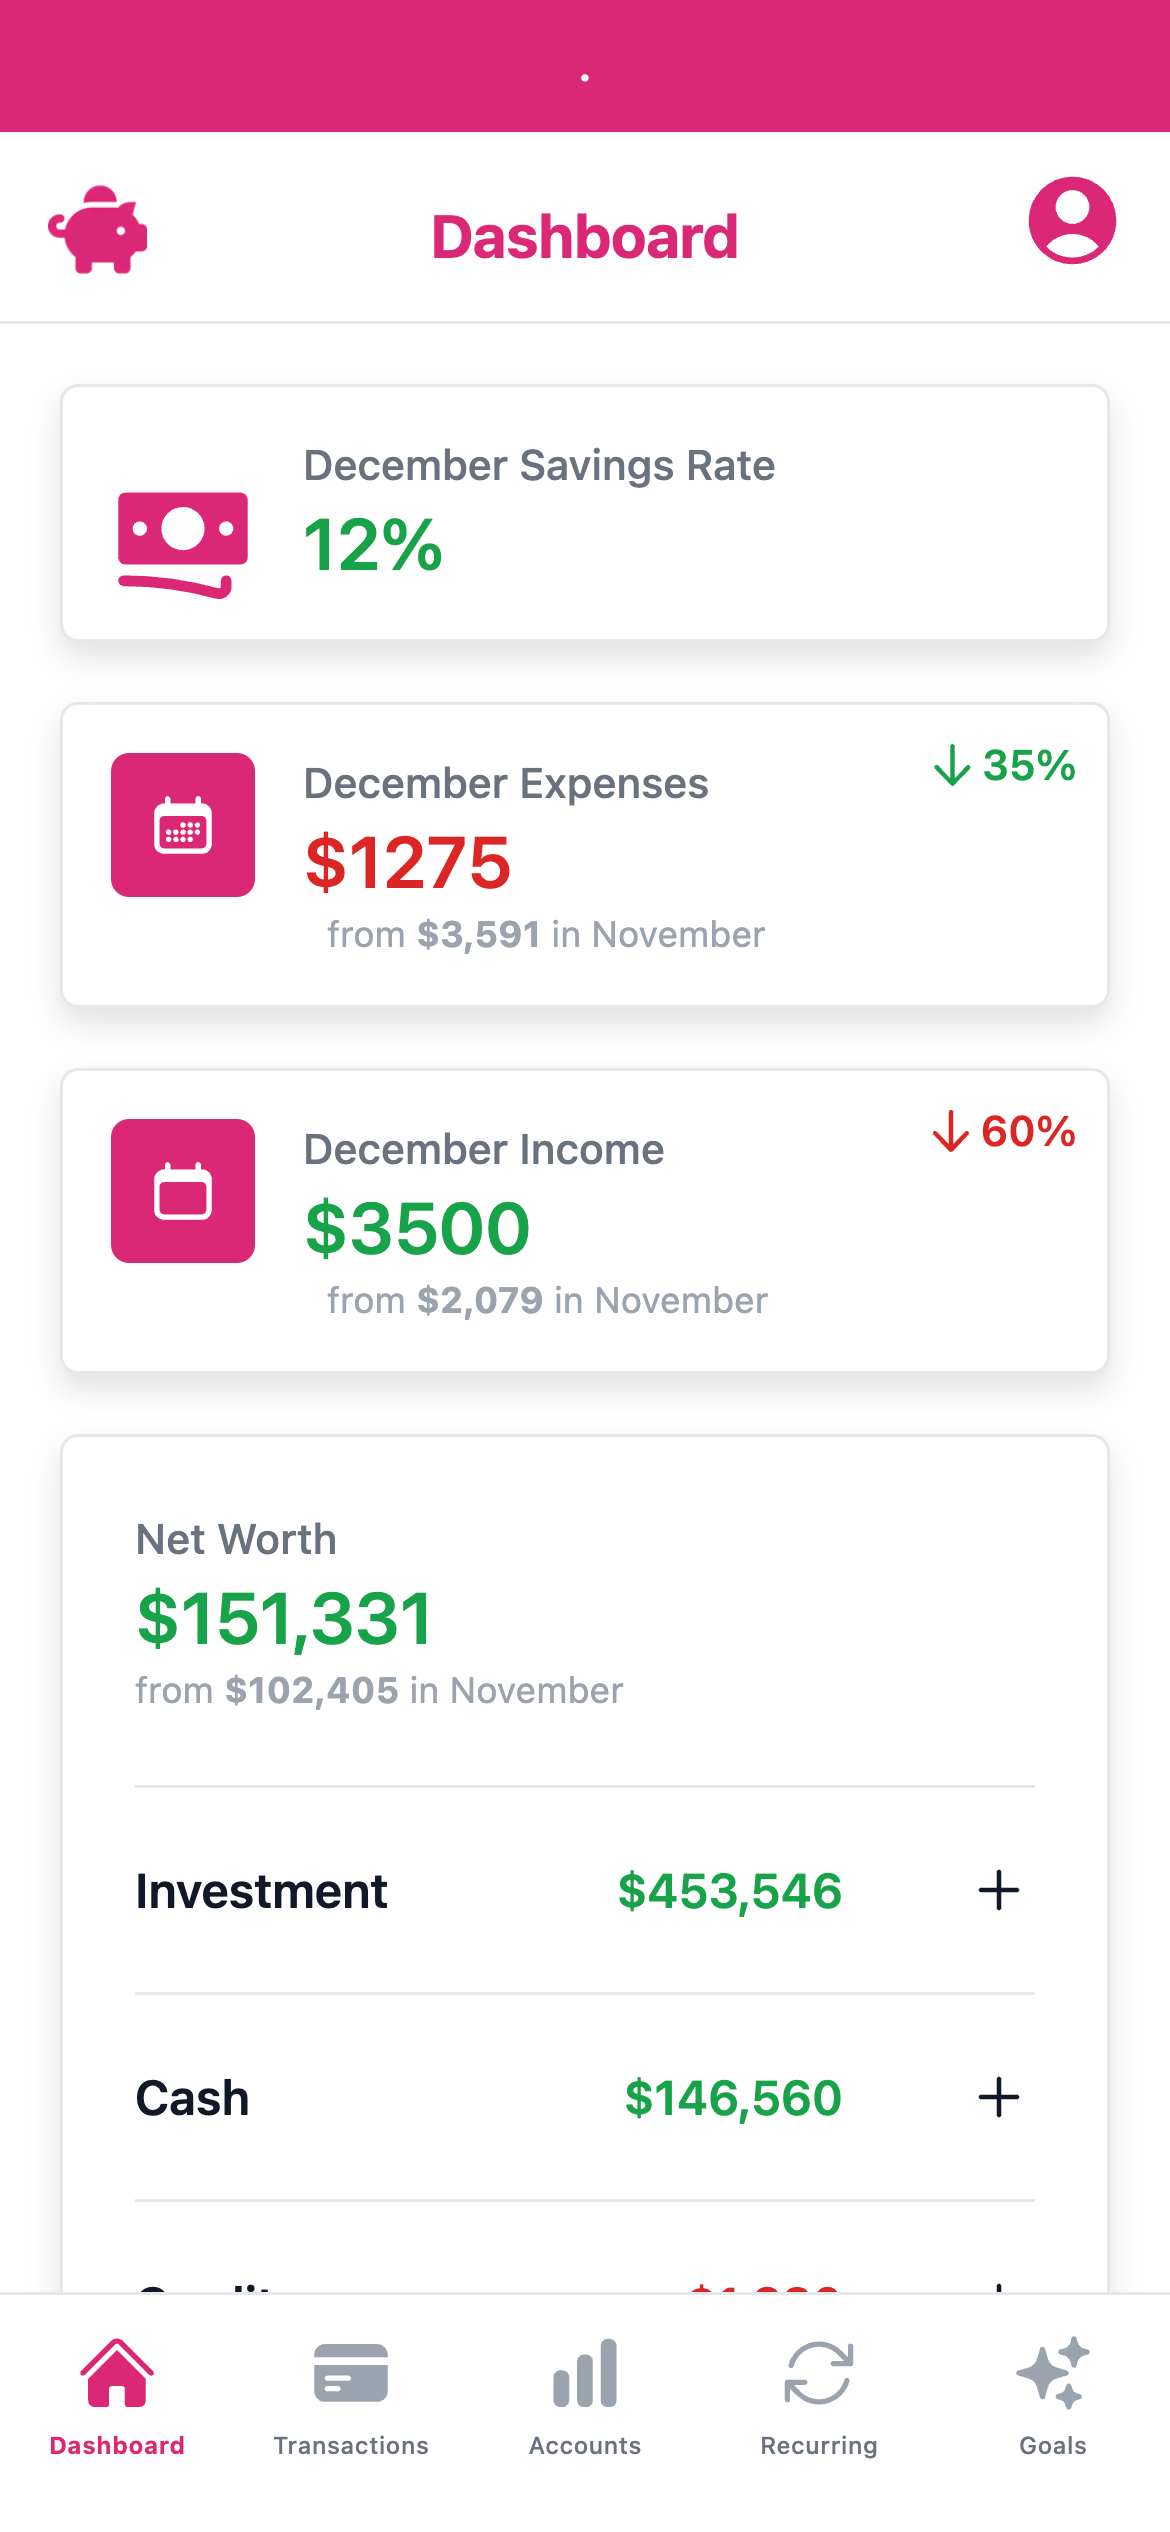 Dashboard
December Savings Rate
12%
December Expenses
35%
$1275
from $3,591 in November
December Income
60%
$3500
from $2,079 in November
Net Worth
$151,331
from $102,405 in November
Investment $453,546
Cash $146,560
Dashboard Transactions Accounts Recurring Goals